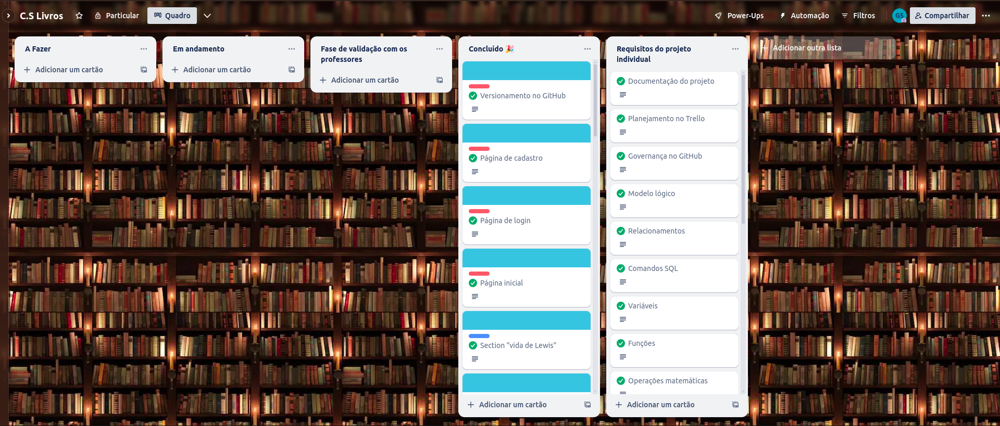 C.S Livros
Particular
Quadro
Power-Ups
Automação
Filtros
GS
Compartilhar
A Fazer
Adicionar um cartão
Em andamento
Adicionar um cartão
Fase de validação com os
professores
Adicionar um cartão
Concluído 🎉
Versionamento no GitHub
Página de cadastro
Página de login
Página inicial
Section "vida de Lewis"
Adicionar um cartão
Requisitos do projeto
individual
Documentação do projeto
Planejamento no Trello
Governança no GitHub
Modelo lógico
Relacionamentos
Comandos SQL
Variáveis
Funções
Operações matemáticas
Adicionar um cartão
Adicionar outra lista